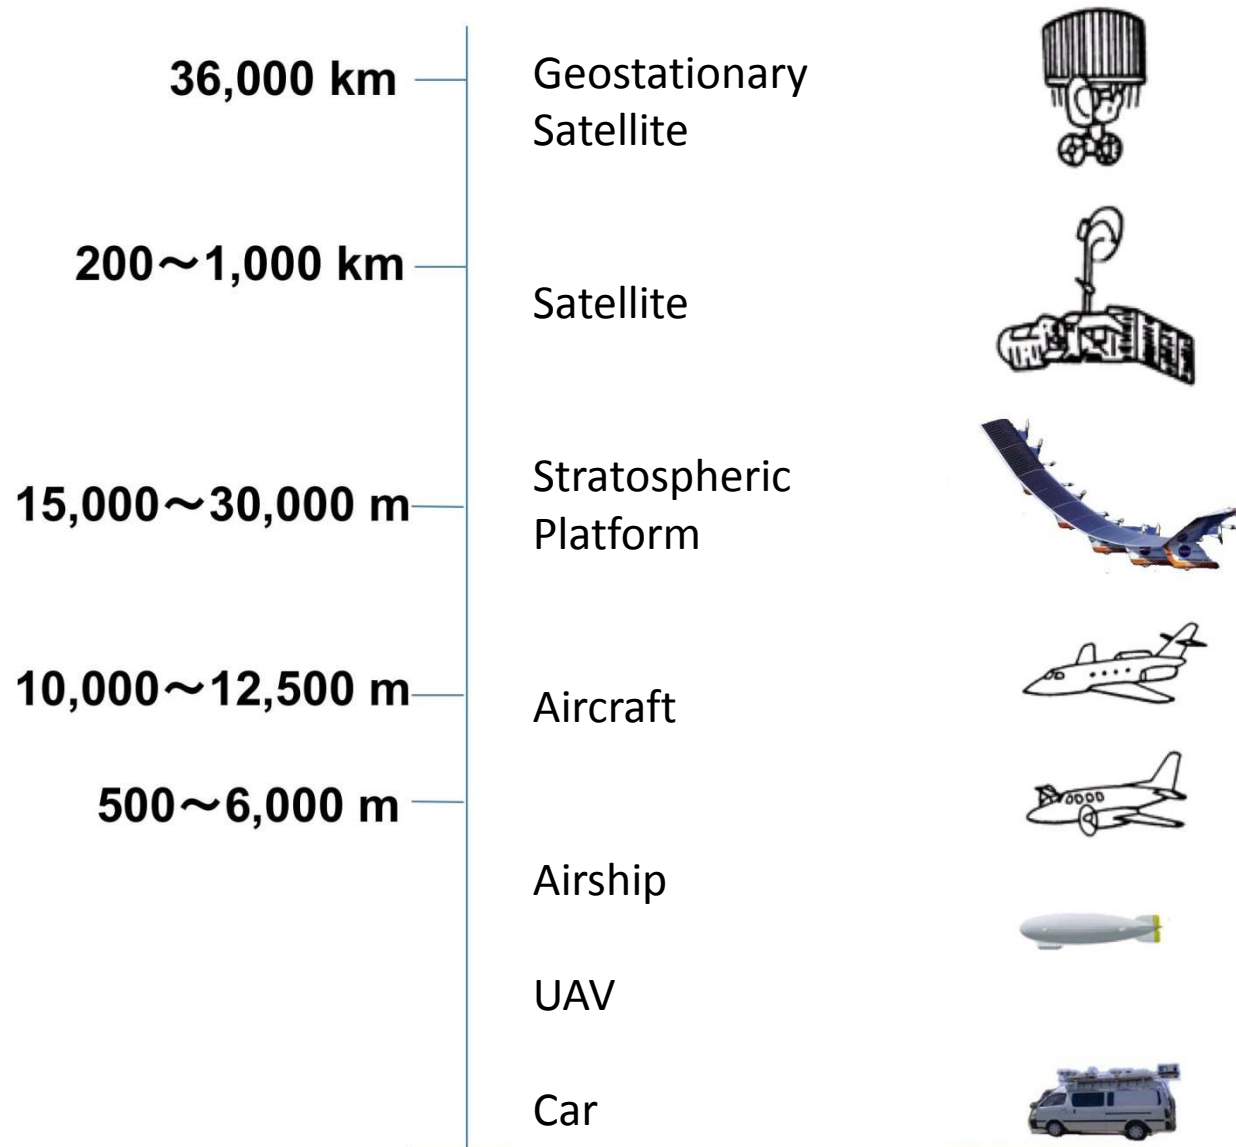 36,000 km
Geostationary
Satellite
200～1,000 km
Satellite
15,000～30,000 m
Stratospheric
Platform
10,000～12,500 m
Aircraft
500～6,000 m
Airship
UAV
Car